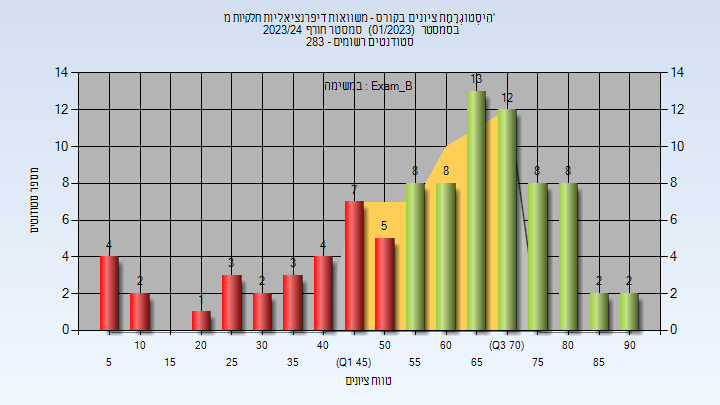 היסטוגרמת ציונים בקורס - משוואות דיפרנציאליות חלקיות מ'
בסמסטר (01/2023) סמסטר חורף 2023/24
סטודנטים רשומים - 283
במשימה : Exam_B
מספר סטודנטים
14 14
12 12
10 10
8 8
6 6
4 4
2 2
0 0
4 2 1 3 2 3 4 7 5 8 8 13 12 8 8 2 2
10 20 30 40 50 60 (Q3 70) 80 90
5 15 25 35 (Q1 45) 55 65 75 85
טווח ציונים